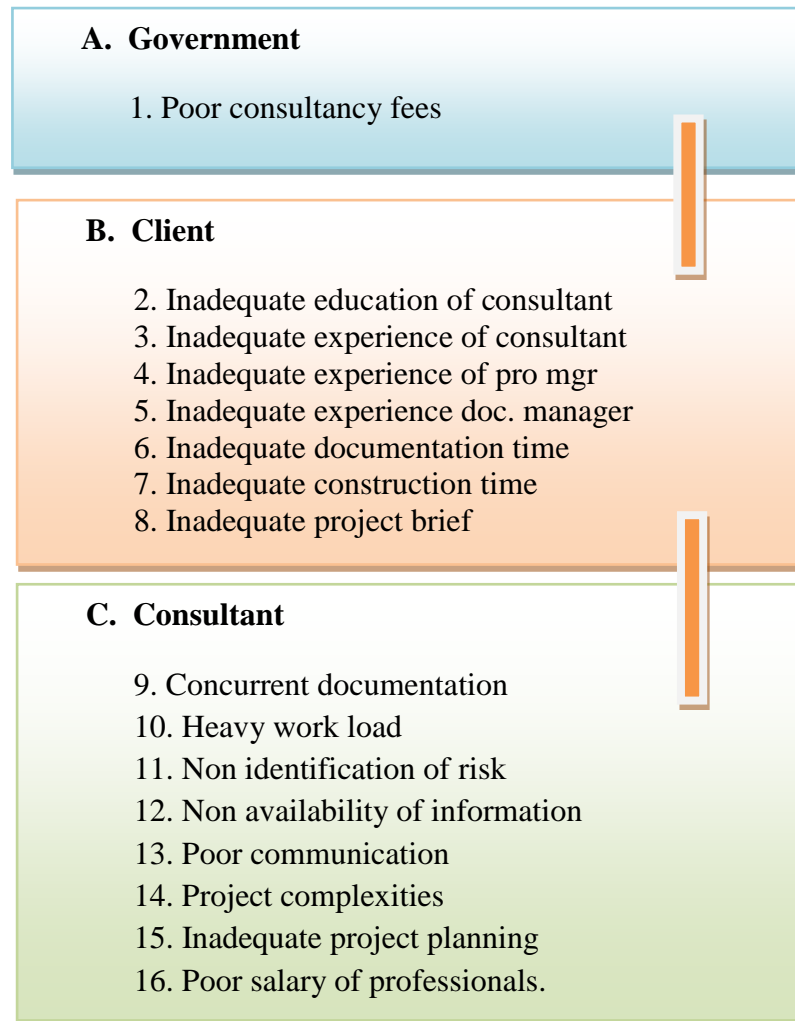 A. Government
1. Poor consultancy fees
B. Client
2. Inadequate education of consultant
3. Inadequate experience of consultant
4. Inadequate experience of pro mgr
5. Inadequate experience doc. manager
6. Inadequate documentation time
7. Inadequate construction time
8. Inadequate project brief
C. Consultant
9. Concurrent documentation
10. Heavy work load
11. Non identification of risk
12. Non availability of information
13. Poor communication
14. Project complexities
15. Inadequate project planning
16. Poor salary of professionals.